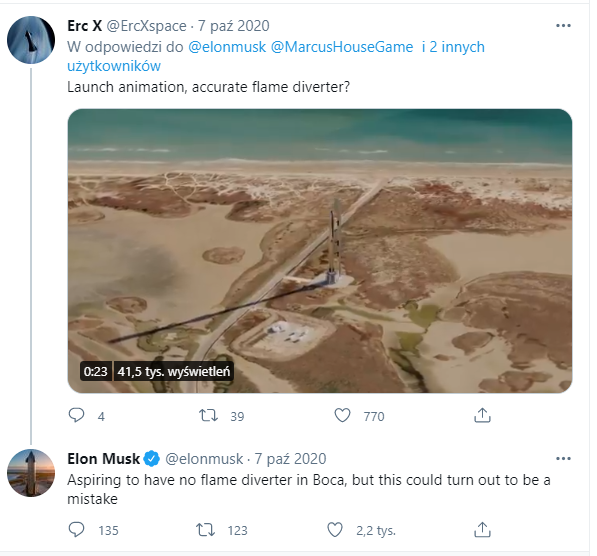 Erc X @ErcXspace · 7 paź 2020
W odpowiedzi do @elonmusk @MarcusHouseGame i 2 innych
użytkowników
Launch animation, accurate flame diverter?
0:23 41,5 tys. wyświetleń
4 39 770
Elon Musk @elonmusk · 7 paź 2020
Aspiring to have no flame diverter in Boca, but this could turn out to be a
mistake
135 123 2,2 tys.